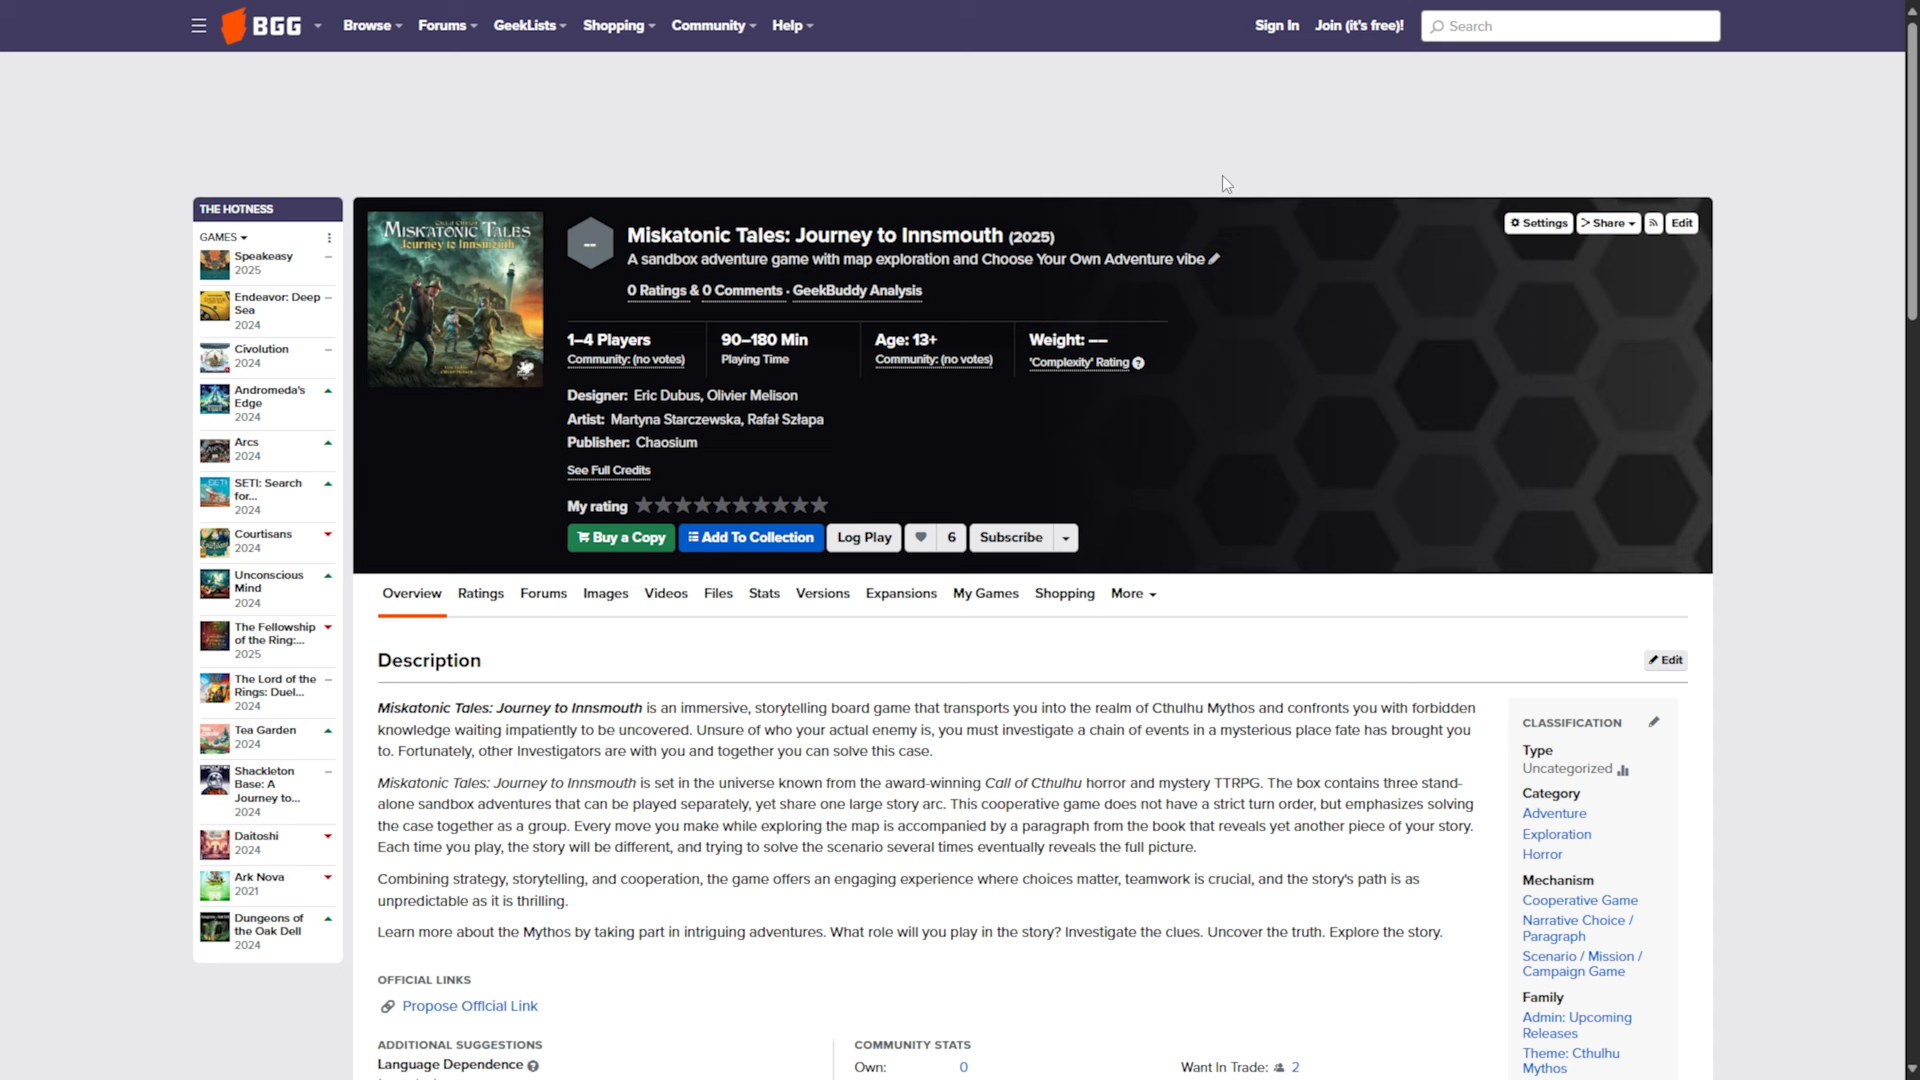 BGG
Browse
Forums
GeekLists
Shopping
Community
Help
Sign In
Join (it's free)!
Search
THE HOTNESS
GAMES
Speakeasy
2025
Endeavor: Deep
Sea
2024
Civolution
2024
Andromeda's
Edge
2024
Arcs
2024
SETI: Search
for...
2024
Courtisans
2024
Unconscious
Mind
2024
The Fellowship
of the Ring:...
2025
The Lord of the
Rings: Duel...
2024
Tea Garden
2024
Shackleton
Base: A
Journey to...
2024
Daitoshi
2024
Ark Nova
2021
Dungeons of
the Oak Dell
2024
MISKATONIC TALES
Journey to Innsmouth
--
Miskatonic Tales: Journey to Innsmouth (2025)
A sandbox adventure game with map exploration and Choose Your Own Adventure vibe
0 Ratings & 0 Comments · GeekBuddy Analysis
Settings
Share
Edit
1–4 Players
Community: (no votes)
90–180 Min
Playing Time
Age: 13+
Community: (no votes)
Weight: --
'Complexity' Rating
Designer: Eric Dubus, Olivier Melison
Artist: Martyna Starczewska, Rafał Szłapa
Publisher: Chaosium
See Full Credits
My rating
Buy a Copy
Add To Collection
Log Play
6
Subscribe
Overview
Ratings
Forums
Images
Videos
Files
Stats
Versions
Expansions
My Games
Shopping
More
Description
Edit
Miskatonic Tales: Journey to Innsmouth is an immersive, storytelling board game that transports you into the realm of Cthulhu Mythos and confronts you with forbidden
knowledge waiting impatiently to be uncovered. Unsure of who your actual enemy is, you must investigate a chain of events in a mysterious place fate has brought you
to. Fortunately, other Investigators are with you and together you can solve this case.
Miskatonic Tales: Journey to Innsmouth is set in the universe known from the award-winning Call of Cthulhu horror and mystery TTRPG. The box contains three stand-
alone sandbox adventures that can be played separately, yet share one large story arc. This cooperative game does not have a strict turn order, but emphasizes solving
the case together as a group. Every move you make while exploring the map is accompanied by a paragraph from the book that reveals yet another piece of your story.
Each time you play, the story will be different, and trying to solve the scenario several times eventually reveals the full picture.
Combining strategy, storytelling, and cooperation, the game offers an engaging experience where choices matter, teamwork is crucial, and the story's path is as
unpredictable as it is thrilling.
Learn more about the Mythos by taking part in intriguing adventures. What role will you play in the story? Investigate the clues. Uncover the truth. Explore the story.
OFFICIAL LINKS
Propose Official Link
ADDITIONAL SUGGESTIONS
Language Dependence
COMMUNITY STATS
Own: 0
Want In Trade: 2
CLASSIFICATION
Type
Uncategorized
Category
Adventure
Exploration
Horror
Mechanism
Cooperative Game
Narrative Choice /
Paragraph
Scenario / Mission /
Campaign Game
Family
Admin: Upcoming
Releases
Theme: Cthulhu
Mythos